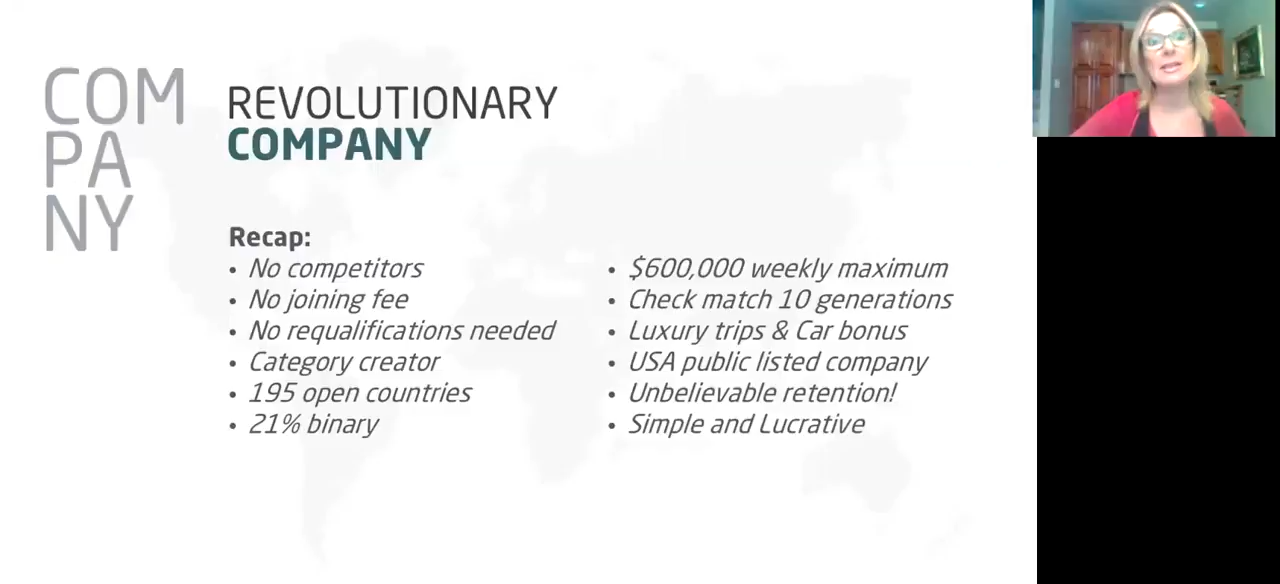 COM
PA
NY
REVOLUTIONARY
COMPANY
Recap:
• No competitors
• No joining fee
• No requalifications needed
• Category creator
• 195 open countries
• 21% binary
• $600,000 weekly maximum
• Check match 10 generations
• Luxury trips & Car bonus
• USA public listed company
• Unbelievable retention!
• Simple and Lucrative